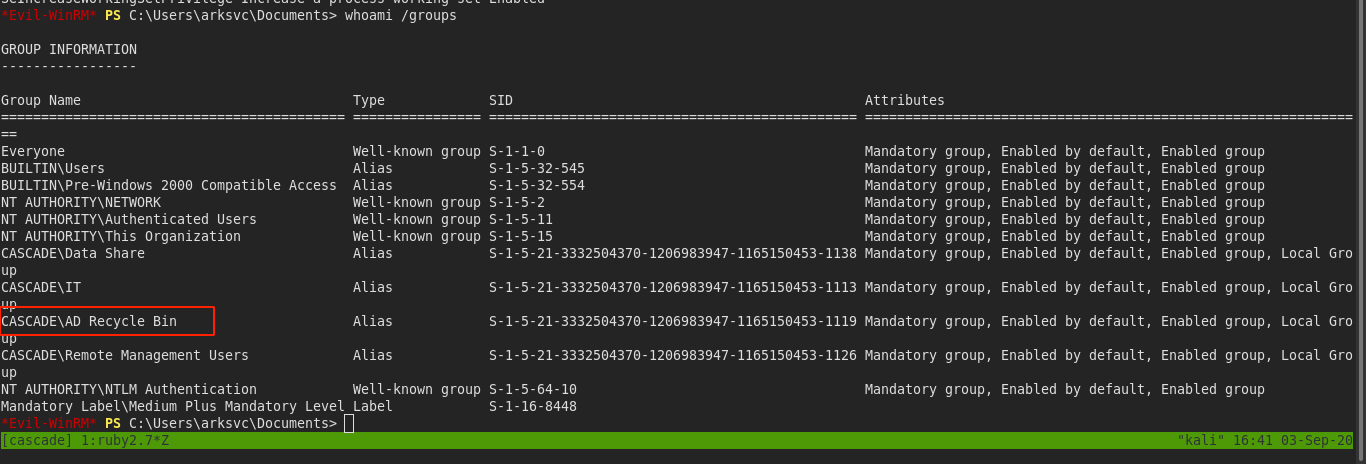 SeIncreaseWorkingSetPrivilege Increase a process working set Enabled
*Evil-WinRM* PS C:\Users\arksvc\Documents> whoami /groups
GROUP INFORMATION
-----------------
Group Name                                  Type             SID                                            Attributes
=========================================== ================ ============================================== =============================================================
==
Everyone                                    Well-known group S-1-1-0                                        Mandatory group, Enabled by default, Enabled group
BUILTIN\Users                               Alias            S-1-5-32-545                                   Mandatory group, Enabled by default, Enabled group
BUILTIN\Pre-Windows 2000 Compatible Access  Alias            S-1-5-32-554                                   Mandatory group, Enabled by default, Enabled group
NT AUTHORITY\NETWORK                        Well-known group S-1-5-2                                        Mandatory group, Enabled by default, Enabled group
NT AUTHORITY\Authenticated Users            Well-known group S-1-5-11                                       Mandatory group, Enabled by default, Enabled group
NT AUTHORITY\This Organization              Well-known group S-1-5-15                                       Mandatory group, Enabled by default, Enabled group
CASCADE\Data Share                          Alias            S-1-5-21-3332504370-1206983947-1165150453-1138 Mandatory group, Enabled by default, Enabled group, Local Gro
up
CASCADE\IT                                  Alias            S-1-5-21-3332504370-1206983947-1165150453-1113 Mandatory group, Enabled by default, Enabled group, Local Gro
up
CASCADE\AD Recycle Bin                      Alias            S-1-5-21-3332504370-1206983947-1165150453-1119 Mandatory group, Enabled by default, Enabled group, Local Gro
up
CASCADE\Remote Management Users             Alias            S-1-5-21-3332504370-1206983947-1165150453-1126 Mandatory group, Enabled by default, Enabled group, Local Gro
up
NT AUTHORITY\NTLM Authentication            Well-known group S-1-5-64-10                                    Mandatory group, Enabled by default, Enabled group
Mandatory Label\Medium Plus Mandatory Level Label            S-1-16-8448
*Evil-WinRM* PS C:\Users\arksvc\Documents>
[cascade] 1:ruby2.7*Z "kali" 16:41 03-Sep-20